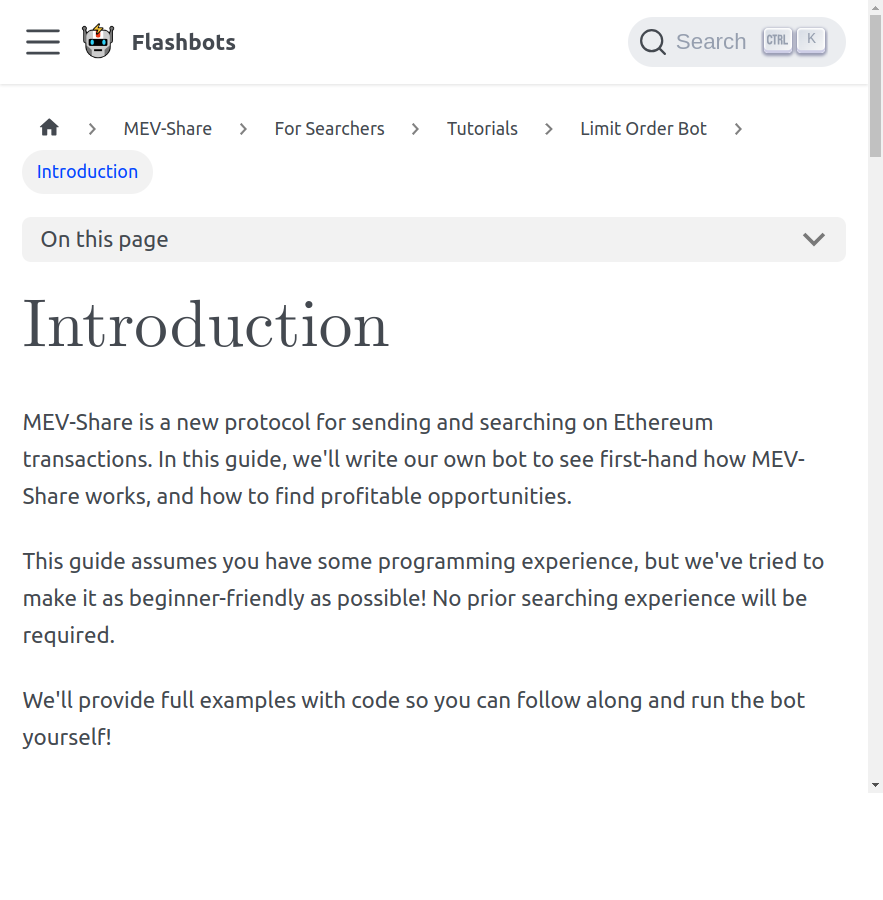 Flashbots
Search CTRL K
MEV-Share For Searchers Tutorials Limit Order Bot
Introduction
On this page
Introduction
MEV-Share is a new protocol for sending and searching on Ethereum
transactions. In this guide, we'll write our own bot to see first-hand how MEV-
Share works, and how to find profitable opportunities.
This guide assumes you have some programming experience, but we've tried to
make it as beginner-friendly as possible! No prior searching experience will be
required.
We'll provide full examples with code so you can follow along and run the bot
yourself!